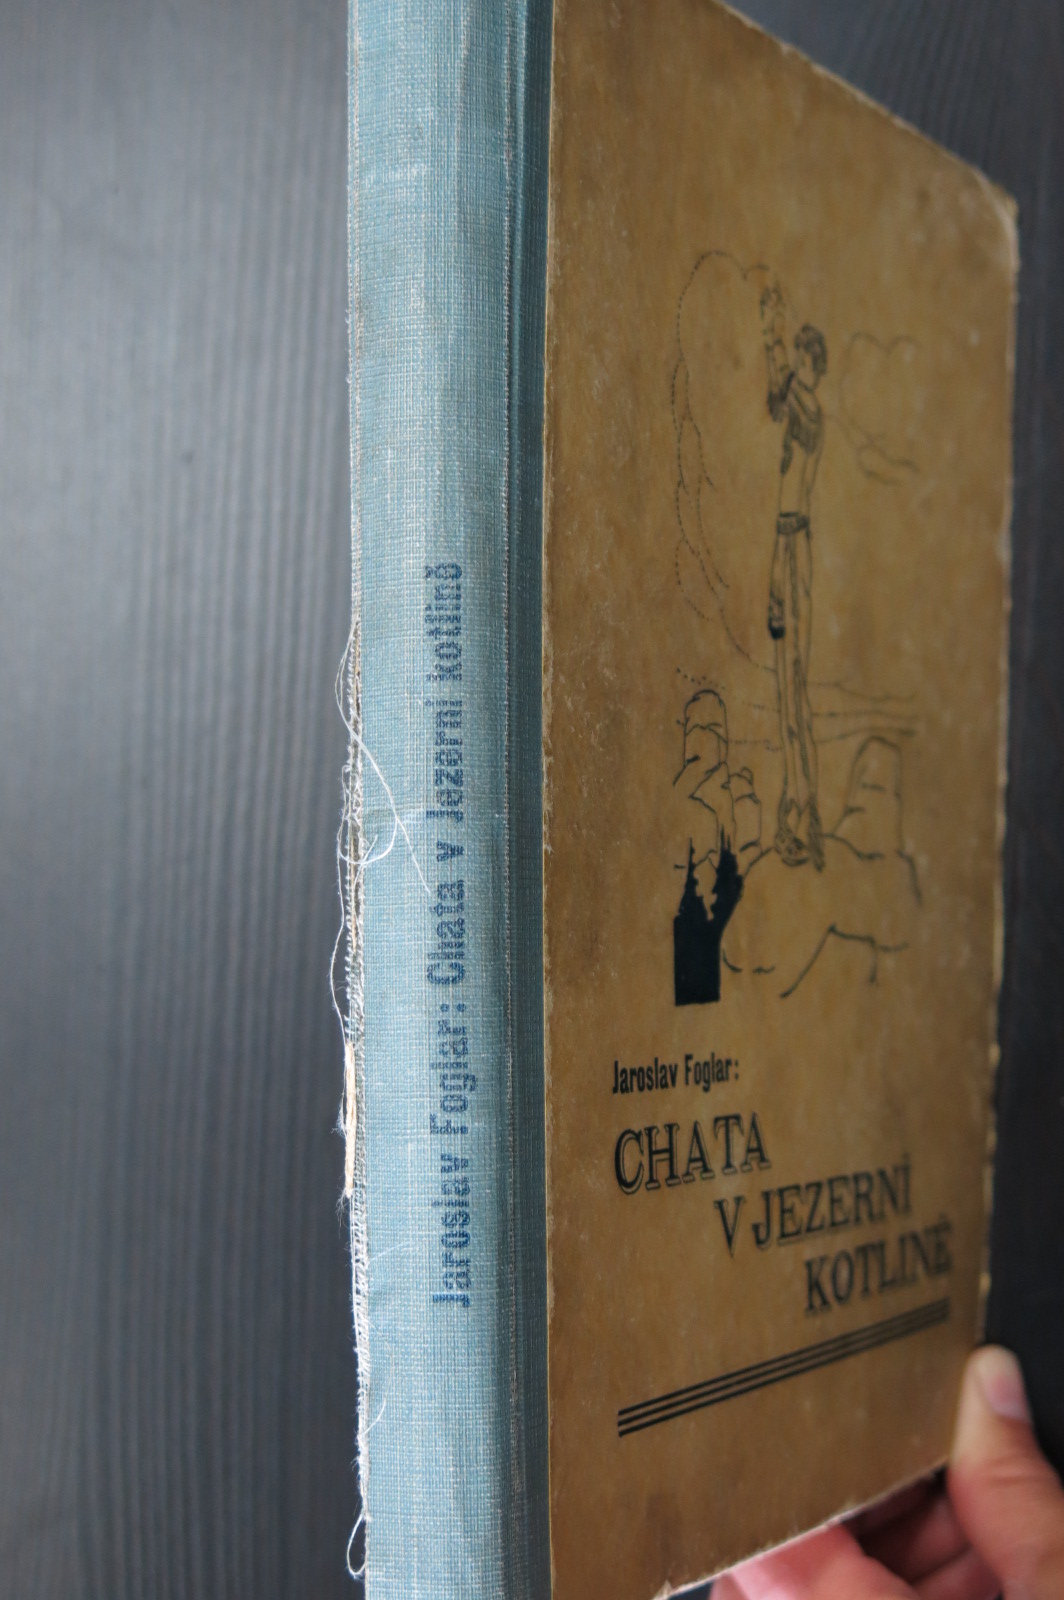 Jaroslav Foglar: Chata v Jezerní kotlině
Jaroslav Foglar:
CHATA
V JEZERNÍ
KOTLINĚ